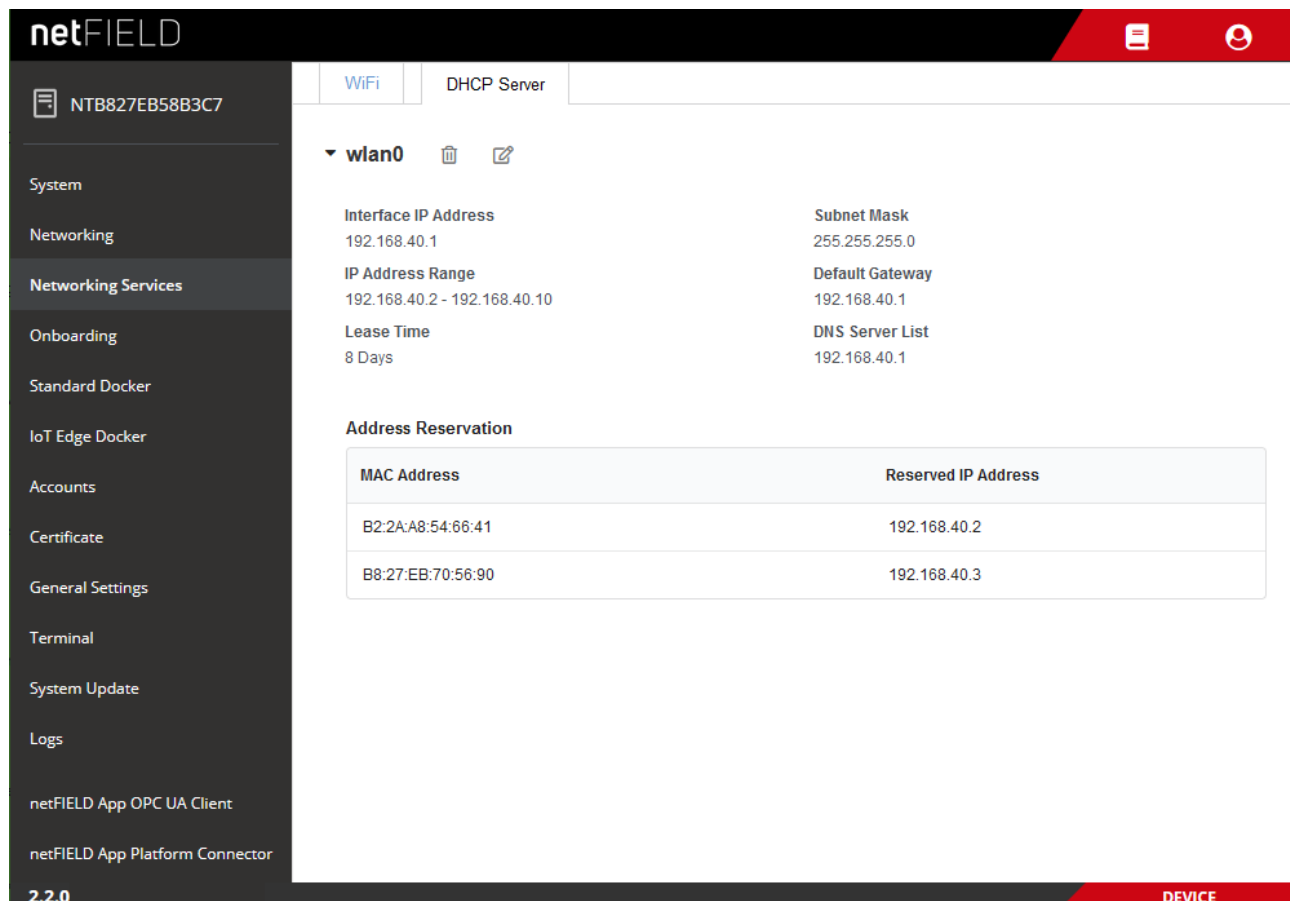 netFIELD
NTB827EB58B3C7
System
Networking
Networking Services
Onboarding
Standard Docker
IoT Edge Docker
Accounts
Certificate
General Settings
Terminal
System Update
Logs
netFIELD App OPC UA Client
netFIELD App Platform Connector
2.2.0
WiFi
DHCP Server
wlan0
Interface IP Address
192.168.40.1
Subnet Mask
255.255.255.0
IP Address Range
192.168.40.2 - 192.168.40.10
Default Gateway
192.168.40.1
Lease Time
8 Days
DNS Server List
192.168.40.1
Address Reservation
MAC Address Reserved IP Address
B2:2A:A8:54:66:41 192.168.40.2
B8:27:EB:70:56:90 192.168.40.3
DEVICE